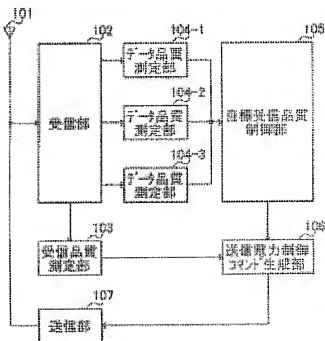 101
102
104-1
105
データ品質
測定部
104-2
受信部
データ品質
測定部
目標受信品質
制御部
104-3
データ品質
測定部
103
106
受信品質
測定部
送信電力制御
コマンド生成部
107
送信部